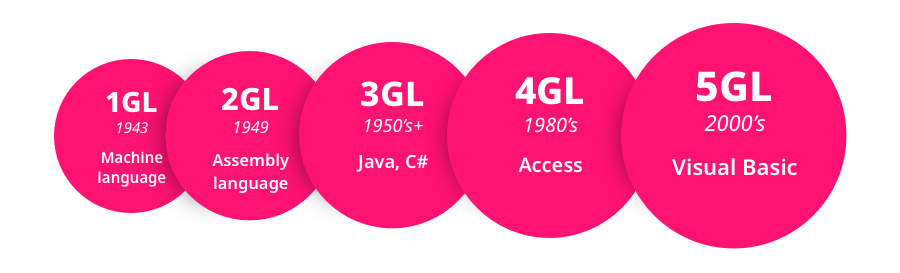 1GL
1943
Machine
language
2GL
1949
Assembly
language
3GL
1950’s+
Java, C#
4GL
1980’s
Access
5GL
2000’s
Visual Basic